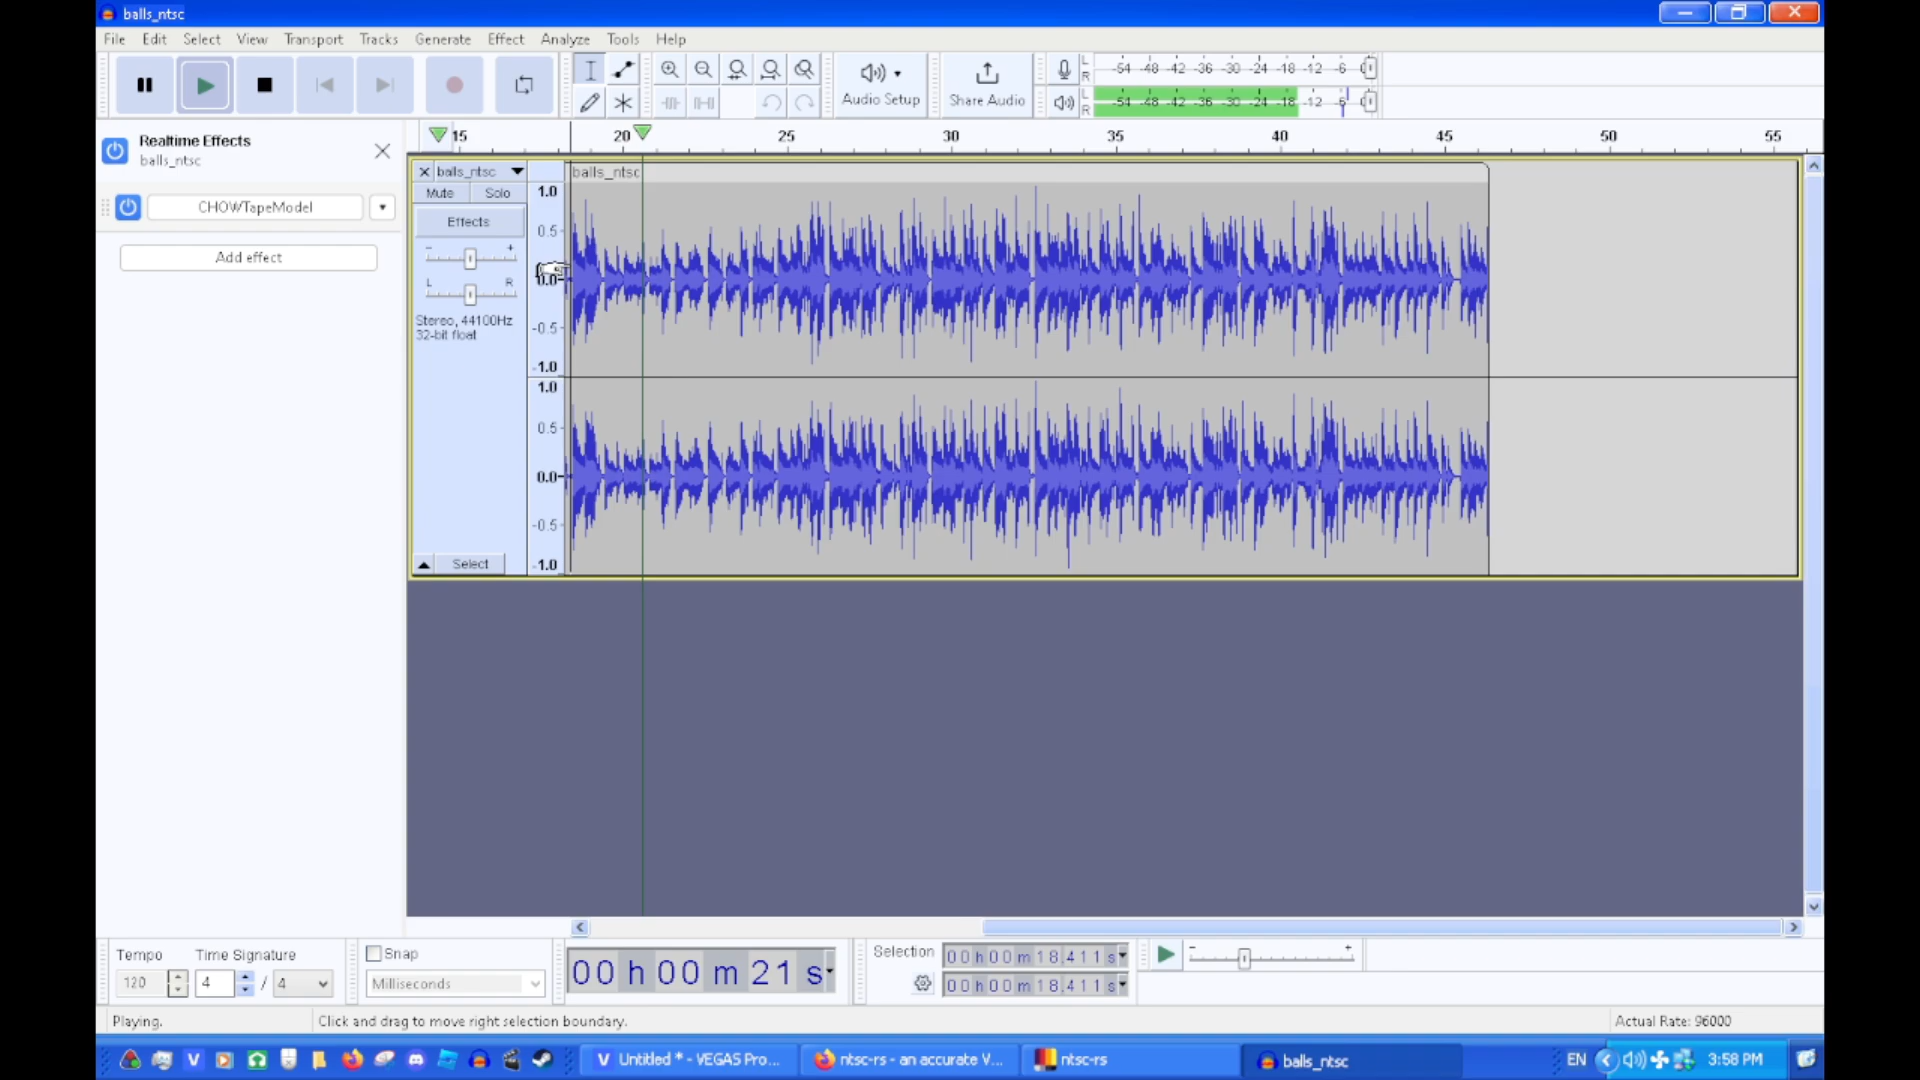 balls_ntsc
File Edit Select View Transport Tracks Generate Effect Analyze Tools Help
Audio Setup
Share Audio
L
R
-54 -48 -42 -36 -30 -24 -18 -12 -6
L
R
-54 -48 -42 -36 -30 -24 -18 -12 -6
Realtime Effects
balls_ntsc
15 20 25 30 35 40 45 50 55
CHOWTapeModel
Add effect
balls_ntsc
Mute Solo
Effects
- +
L R
Stereo, 44100Hz
32-bit float
Select
balls_ntsc
1.0
0.5
0.0
-0.5
-1.0
1.0
0.5
0.0
-0.5
-1.0
Tempo
120
Time Signature
4 / 4
Snap
Milliseconds
00 h 00 m 21 s
Selection
00 h 00 m 18.411 s
00 h 00 m 18.411 s
- +
Playing.
Click and drag to move right selection boundary.
Actual Rate: 96000
Untitled * - VEGAS Pro...
ntsc-rs - an accurate V...
ntsc-rs
balls_ntsc
EN
3:58 PM